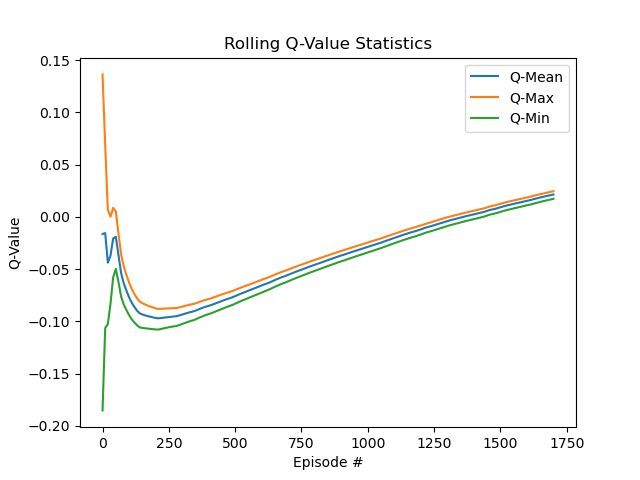 Rolling Q-Value Statistics
Q-Value
0.15
0.10
0.05
0.00
−0.05
−0.10
−0.15
−0.20
Q-Mean
Q-Max
Q-Min
0 250 500 750 1000 1250 1500 1750
Episode #